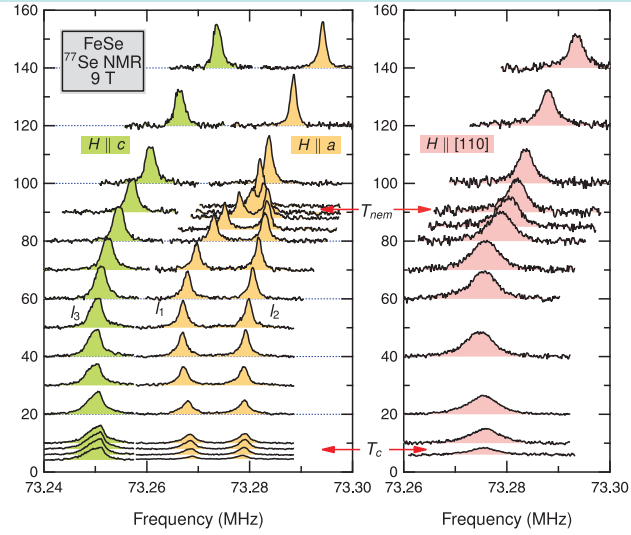 160
140
120
100
80
60
40
20
0
FeSe
⁷⁷Se NMR
9 T
H || c
H || a
H || [110]
T_nem
l₃
l₁
l₂
T_c
73.24
73.26
73.28
73.30
Frequency (MHz)
160
140
120
100
80
60
40
20
0
73.26
73.28
73.30
Frequency (MHz)